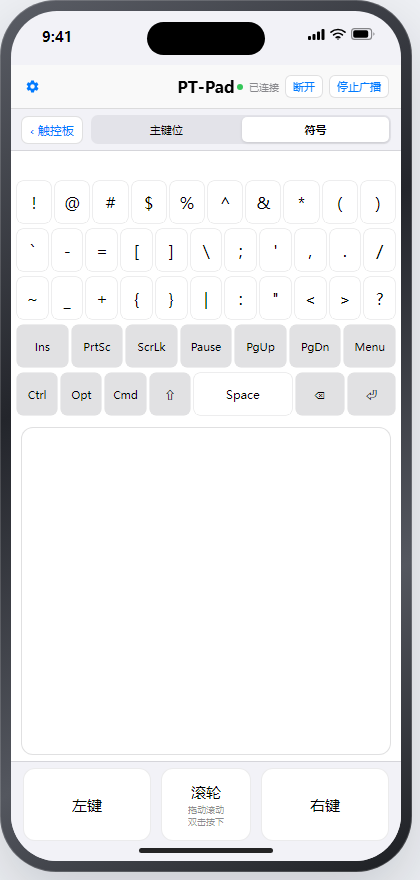 9:41
PT-Pad 已连接 断开 停止广播
‹ 触控板 主键位 符号
! @ # $ % ^ & * ( )
` - = [ ] \ ; ' , . /
~ _ + { } | : " < > ?
Ins PrtSc ScrLk Pause PgUp PgDn Menu
Ctrl Opt Cmd ⇧ Space ⌫ ⏎
左键 滚轮 右键
拖动滚动
双击按下